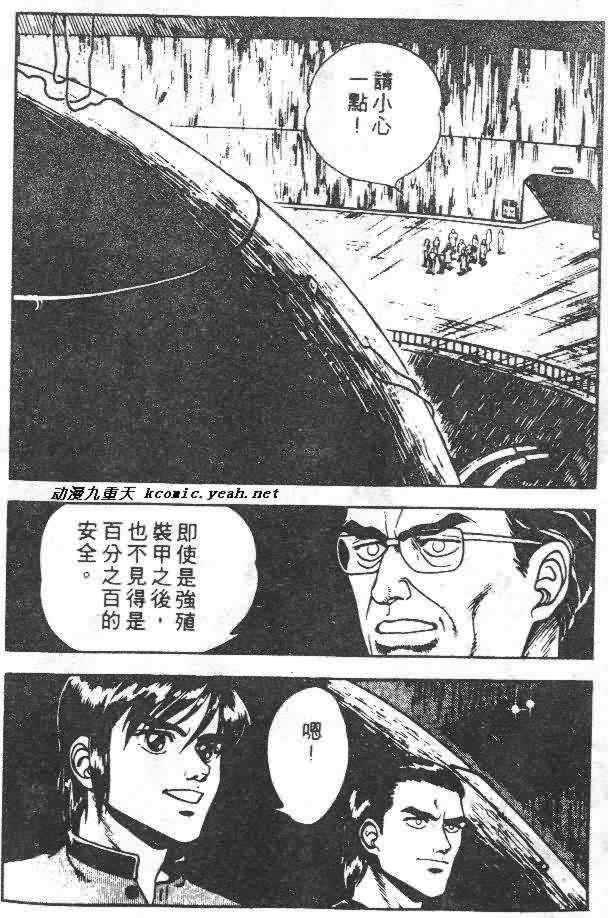 請小心
一點！
动漫九重天 kcomic.yeah.net
即使是強殖
裝甲之後，
也不見得是
百分之百的
安全。
嗯！